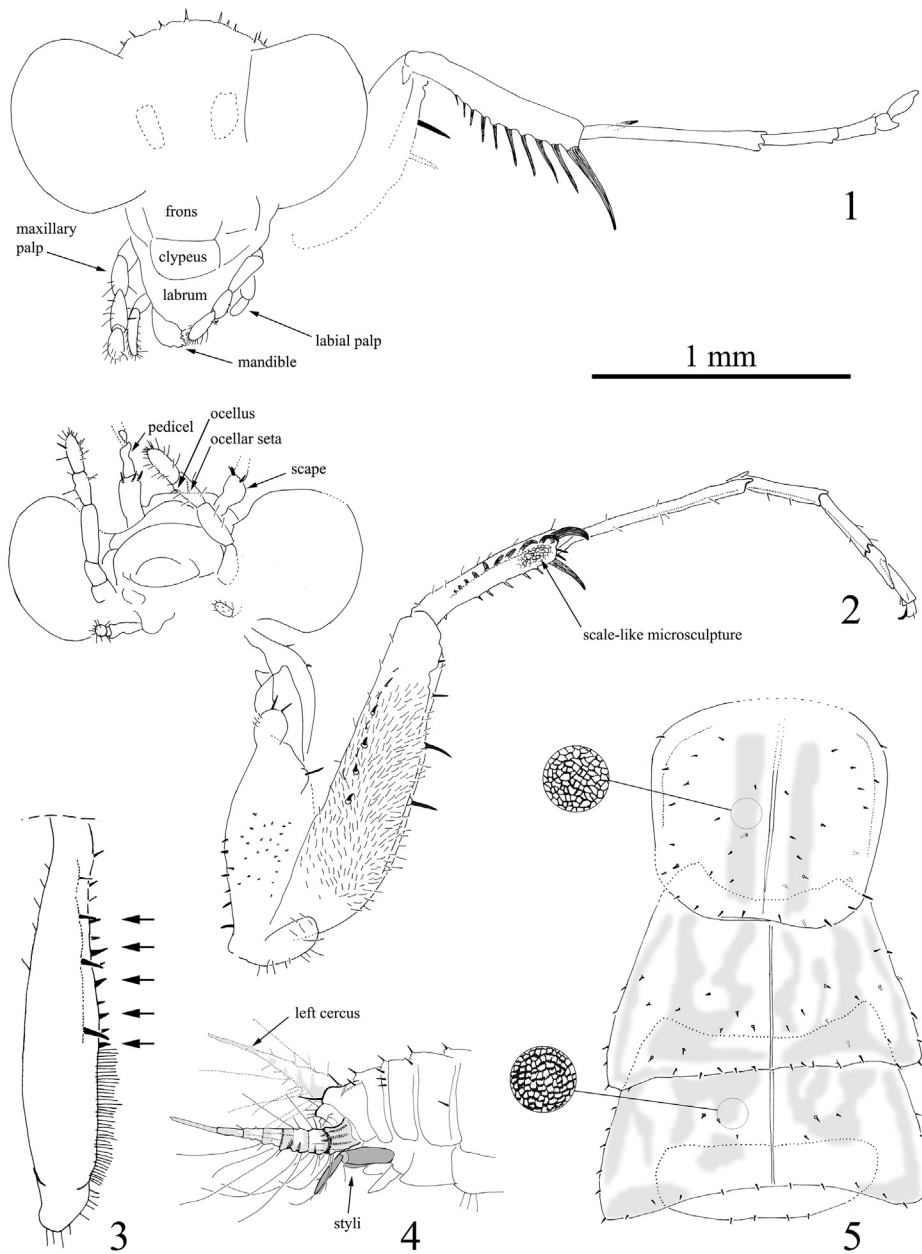 1
frons
maxillary
palp
clypeus
labrum
labial palp
mandible
1 mm
ocellus
pedicel
ocellar seta
scape
2
scale-like microsculpture
left cercus
styli
3
4
5